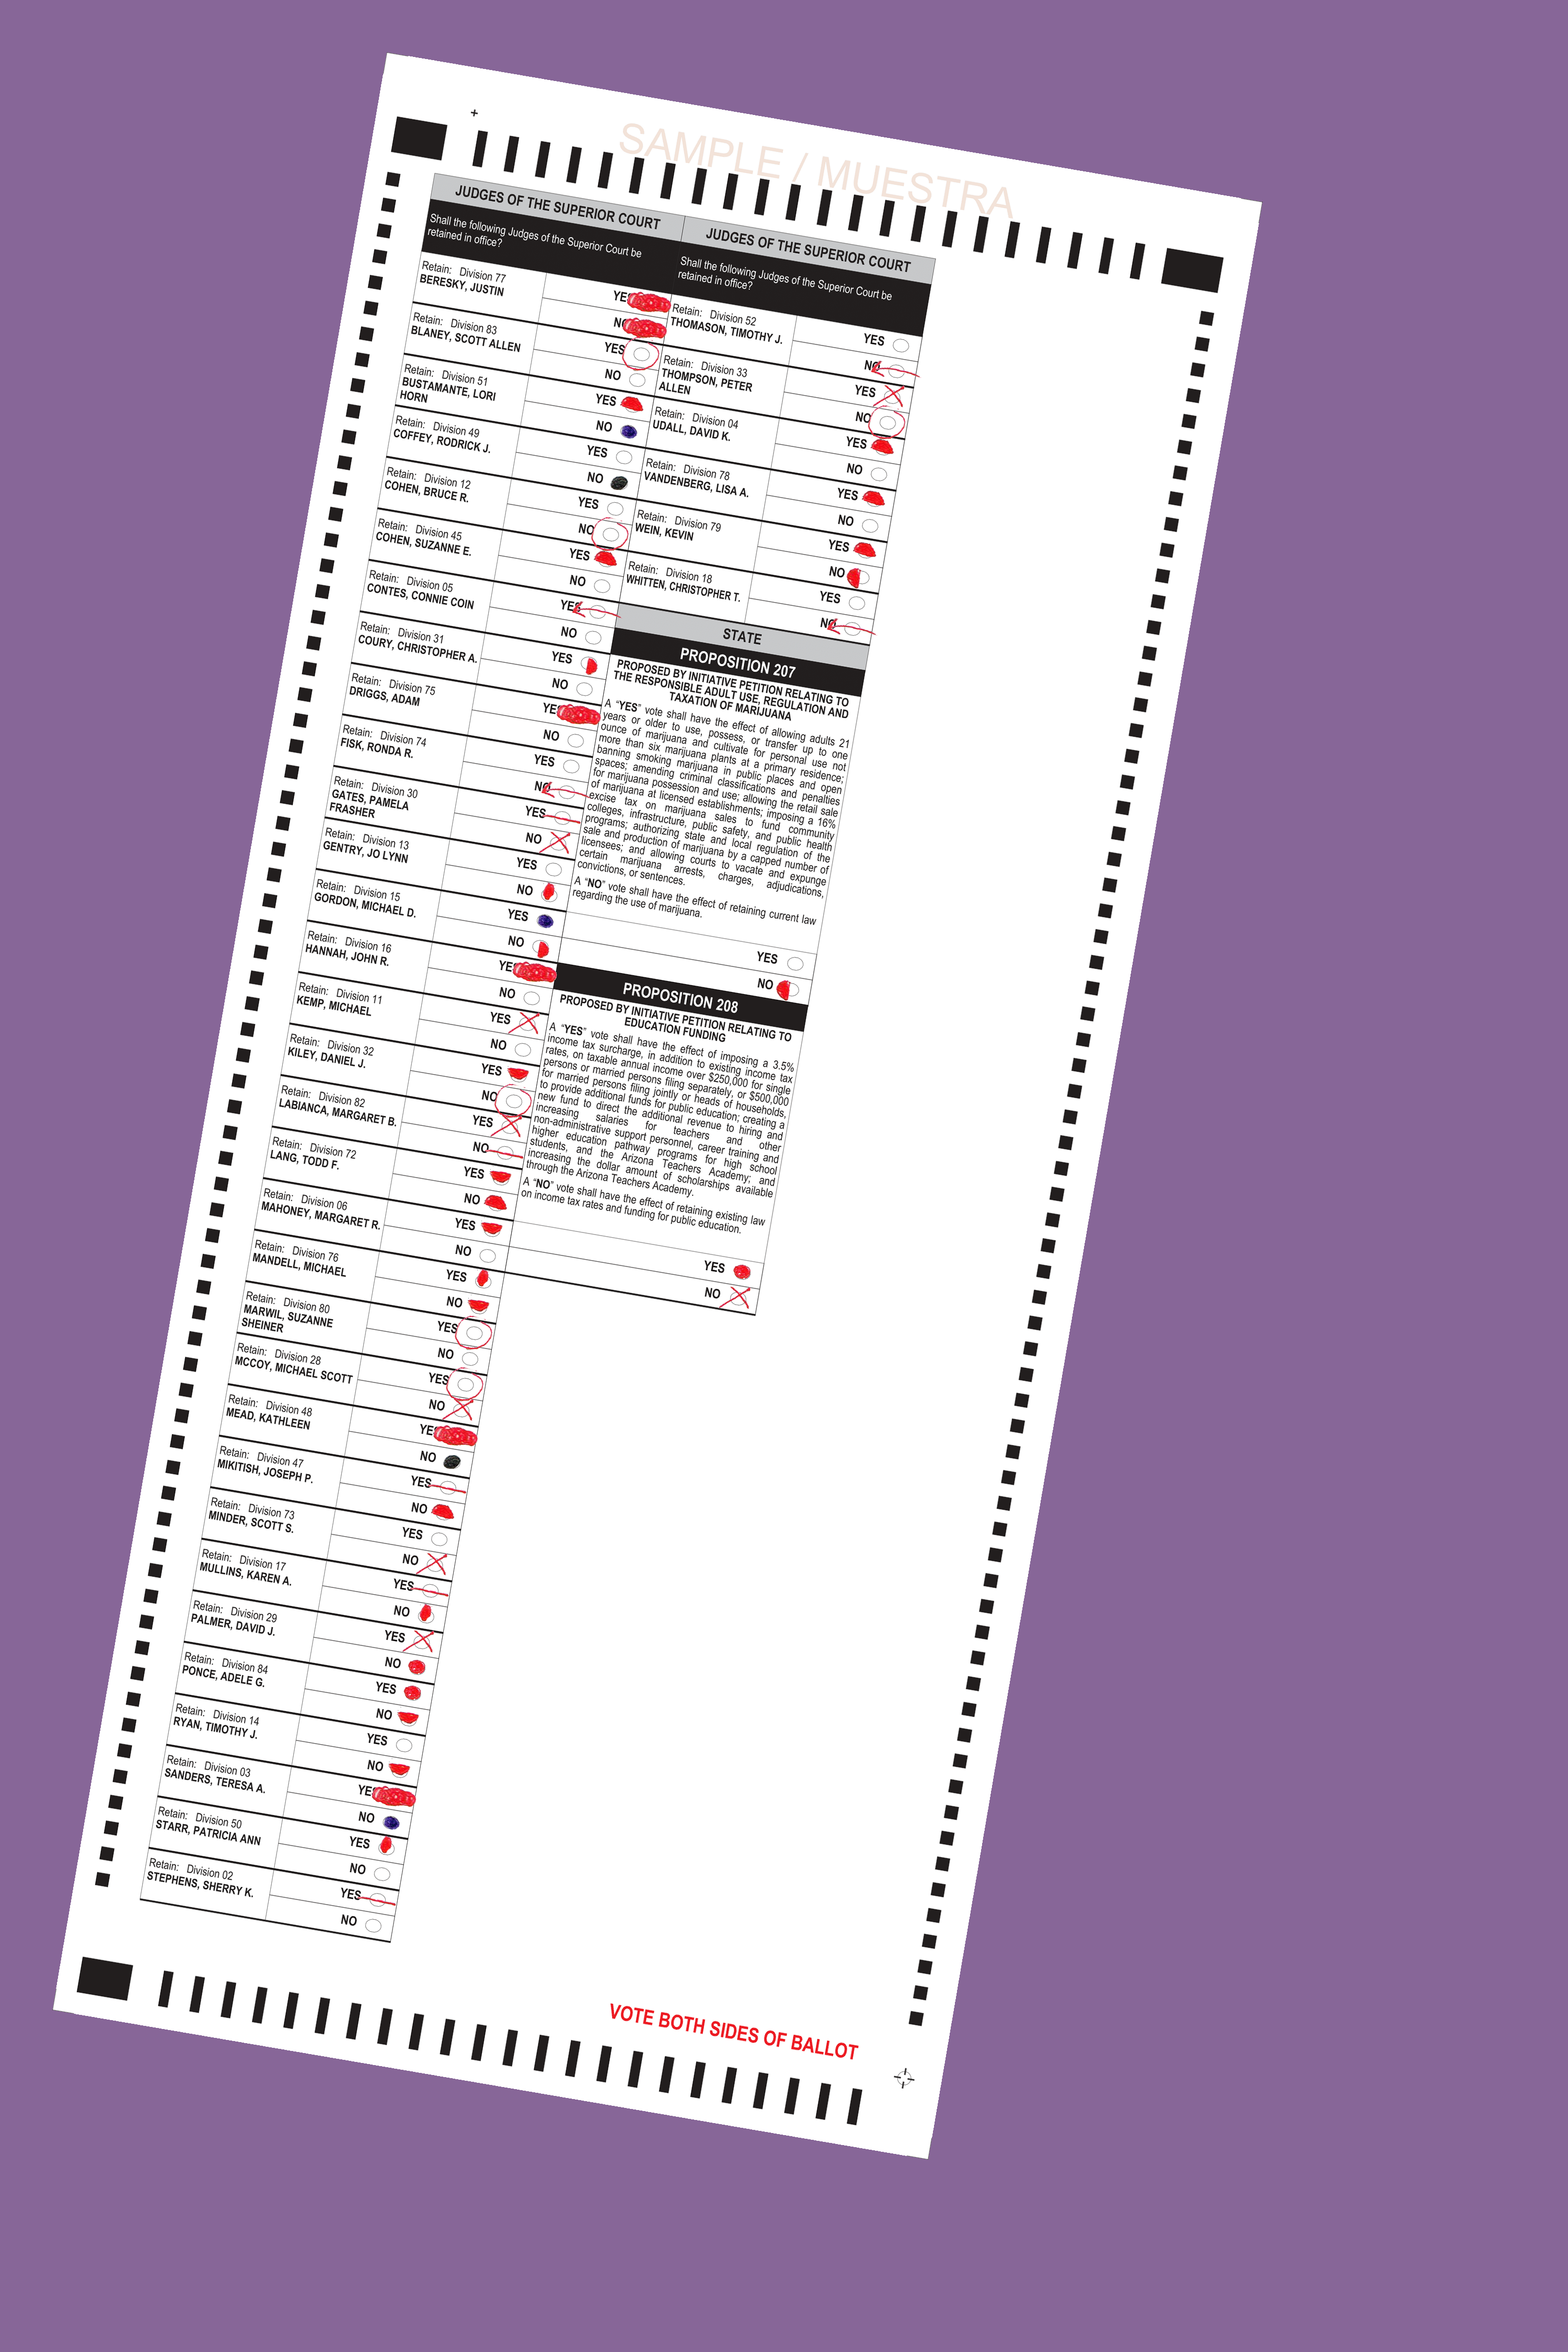 SAMPLE / MUESTRA
JUDGES OF THE SUPERIOR COURT
Shall the following Judges of the Superior Court be
retained in office?
Retain: Division 77
BERESKY, JUSTIN
YES
NO
Retain: Division 83
BLANEY, SCOTT ALLEN
YES
NO
Retain: Division 51
BUSTAMANTE, LORI
HORN
YES
NO
Retain: Division 49
COFFEY, RODRICK J.
YES
NO
Retain: Division 12
COHEN, BRUCE R.
YES
NO
Retain: Division 45
COHEN, SUZANNE E.
YES
NO
Retain: Division 05
CONTES, CONNIE COIN
YES
NO
Retain: Division 31
COURY, CHRISTOPHER A.
YES
NO
Retain: Division 75
DRIGGS, ADAM
YES
NO
Retain: Division 74
FISK, RONDA R.
YES
NO
Retain: Division 30
GATES, PAMELA
FRASHER
YES
NO
Retain: Division 13
GENTRY, JO LYNN
YES
NO
Retain: Division 15
GORDON, MICHAEL D.
YES
NO
Retain: Division 16
HANNAH, JOHN R.
YES
NO
Retain: Division 11
KEMP, MICHAEL
YES
NO
Retain: Division 32
KILEY, DANIEL J.
YES
NO
Retain: Division 82
LABIANCA, MARGARET B.
YES
NO
Retain: Division 72
LANG, TODD F.
YES
NO
Retain: Division 06
MAHONEY, MARGARET R.
YES
NO
Retain: Division 76
MANDELL, MICHAEL
YES
NO
Retain: Division 80
MARWIL, SUZANNE
SHEINER
YES
NO
Retain: Division 28
MCCOY, MICHAEL SCOTT
YES
NO
Retain: Division 48
MEAD, KATHLEEN
YES
NO
Retain: Division 47
MIKITISH, JOSEPH P.
YES
NO
Retain: Division 73
MINDER, SCOTT S.
YES
NO
Retain: Division 17
MULLINS, KAREN A.
YES
NO
Retain: Division 29
PALMER, DAVID J.
YES
NO
Retain: Division 84
PONCE, ADELE G.
YES
NO
Retain: Division 14
RYAN, TIMOTHY J.
YES
NO
Retain: Division 03
SANDERS, TERESA A.
YES
NO
Retain: Division 50
STARR, PATRICIA ANN
YES
NO
Retain: Division 02
STEPHENS, SHERRY K.
YES
NO
JUDGES OF THE SUPERIOR COURT
Shall the following Judges of the Superior Court be
retained in office?
Retain: Division 52
THOMASON, TIMOTHY J.
YES
NO
Retain: Division 33
THOMPSON, PETER
ALLEN
YES
NO
Retain: Division 04
UDALL, DAVID K.
YES
NO
Retain: Division 78
VANDENBERG, LISA A.
YES
NO
Retain: Division 79
WEIN, KEVIN
YES
NO
Retain: Division 18
WHITTEN, CHRISTOPHER T.
YES
NO
STATE
PROPOSITION 207
PROPOSED BY INITIATIVE PETITION RELATING TO
THE RESPONSIBLE ADULT USE, REGULATION AND
TAXATION OF MARIJUANA
A “YES” vote shall have the effect of allowing adults 21
years or older to use, possess, or transfer up to one
ounce of marijuana and cultivate for personal use not
more than six marijuana plants at a primary residence;
banning smoking marijuana in public places and open
spaces; amending criminal classifications and penalties
for marijuana possession and use; allowing the retail sale
of marijuana at licensed establishments; imposing a 16%
excise tax on marijuana sales to fund community
colleges, infrastructure, public safety, and public health
programs; authorizing state and local regulation of the
sale and production of marijuana by a capped number of
licensees; and allowing courts to vacate and expunge
certain marijuana arrests, charges, adjudications,
convictions, or sentences.
A “NO” vote shall have the effect of retaining current law
regarding the use of marijuana.
YES
NO
PROPOSITION 208
PROPOSED BY INITIATIVE PETITION RELATING TO
EDUCATION FUNDING
A “YES” vote shall have the effect of imposing a 3.5%
income tax surcharge, in addition to existing income tax
rates, on taxable annual income over $250,000 for single
persons or married persons filing separately, or $500,000
for married persons filing jointly or heads of households,
to provide additional funds for public education; creating a
new fund to direct the additional revenue to hiring and
increasing salaries for teachers and other
non-administrative support personnel, career training and
higher education pathway programs for high school
students, and the Arizona Teachers Academy; and
increasing the dollar amount of scholarships available
through the Arizona Teachers Academy.
A “NO” vote shall have the effect of retaining existing law
on income tax rates and funding for public education.
YES
NO
VOTE BOTH SIDES OF BALLOT